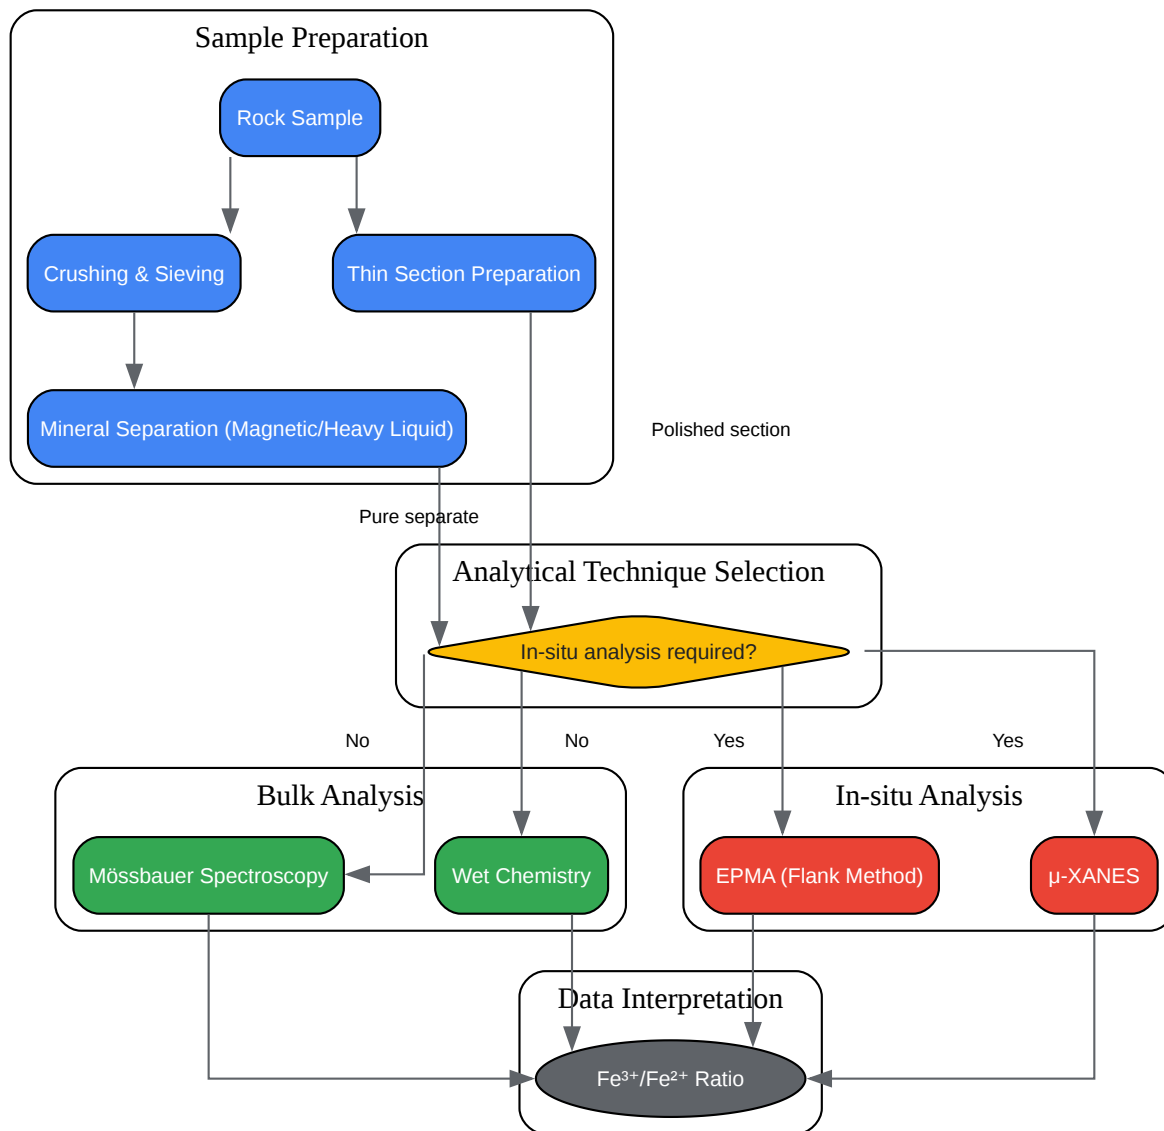 Sample Preparation
Rock Sample
Crushing & Sieving
Thin Section Preparation
Mineral Separation (Magnetic/Heavy Liquid)
Polished section
Pure separate
Analytical Technique Selection
In-situ analysis required?
No
No
Yes
Yes
Bulk Analysis
In-situ Analysis
Mössbauer Spectroscopy
Wet Chemistry
EPMA (Flank Method)
μ-XANES
Data Interpretation
Fe³⁺/Fe²⁺ Ratio